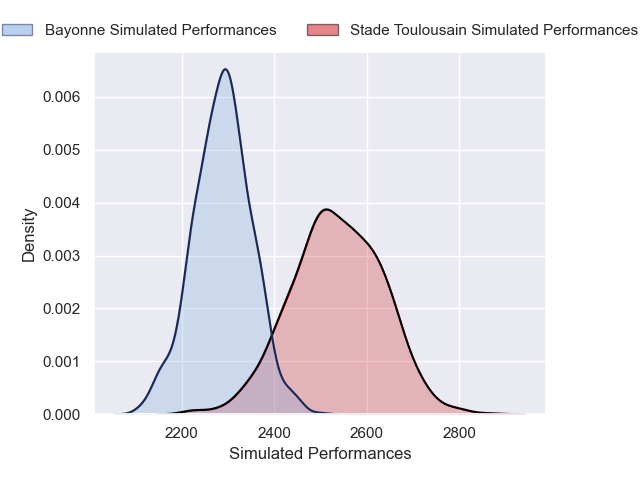 Bayonne Simulated Performances Stade Toulousain Simulated Performances
0.006
0.005
0.004
0.003
0.002
0.001
0.000
Density
2200 2400 2600 2800
Simulated Performances